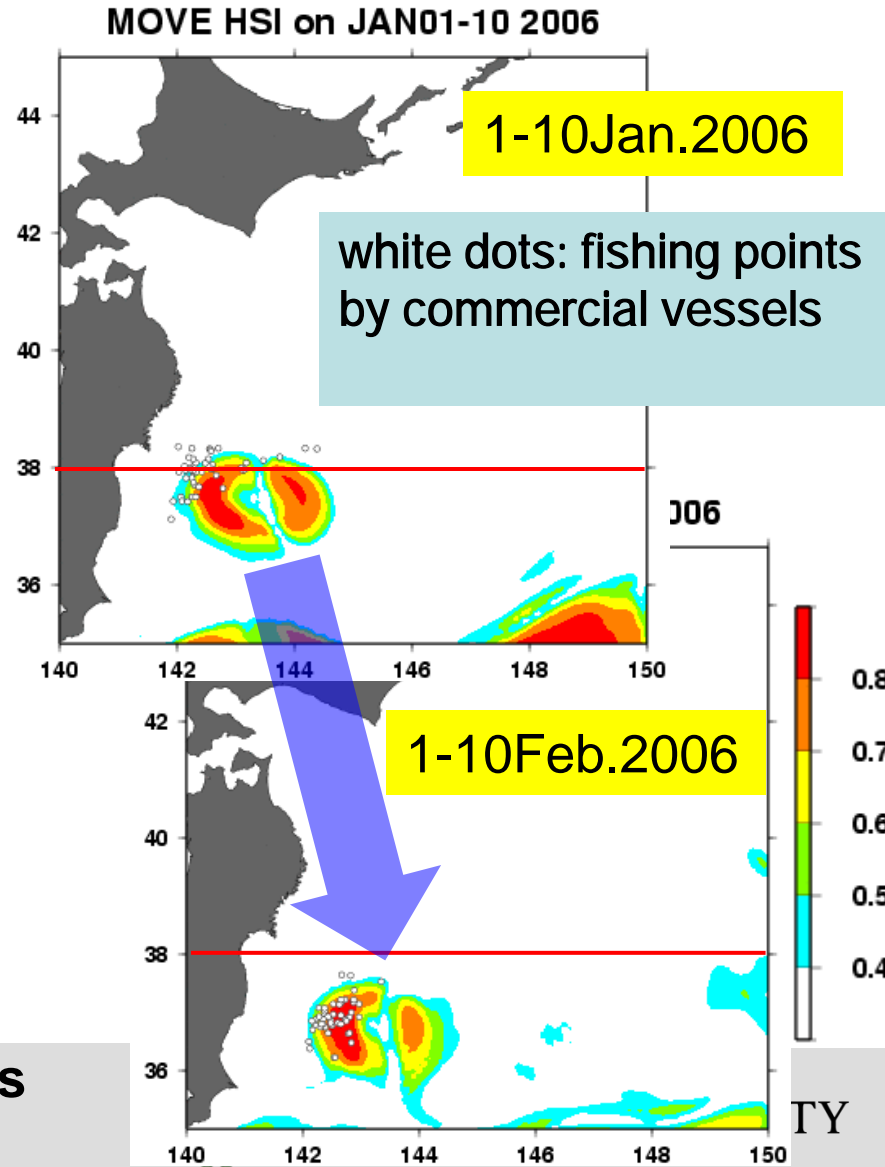 MOVE HSI on JAN01-10 2006
1-10Jan.2006
white dots: fishing points
by commercial vessels
44
42
40
38
36
140 142 144 146 148 150
006
1-10Feb.2006
42
40
38
36
140 142 144 146 148 150
0.8
0.7
0.6
0.5
0.4
s
TY